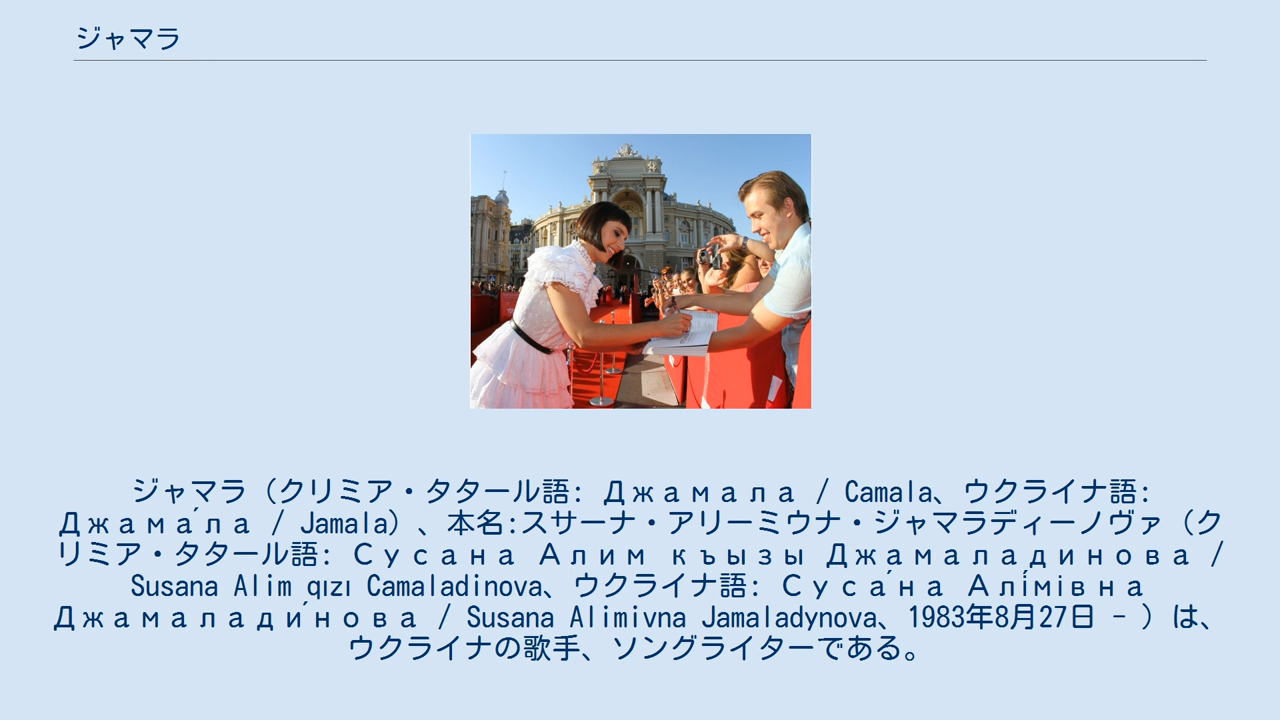 ジャマラ
ジャマラ（クリミア・タタール語: Джамала / Camala、ウクライナ語:
Джама́ла / Jamala）、本名:スサーナ・アリーミウナ・ジャマラディーノヴァ（ク
リミア・タタール語: Сусана Алим къызы Джамаладинова /
Susana Alim qızı Camaladinova、ウクライナ語: Суса́на Алі́мівна
Джамалади́нова / Susana Alimivna Jamaladynova、1983年8月27日 - ）は、
ウクライナの歌手、ソングライターである。